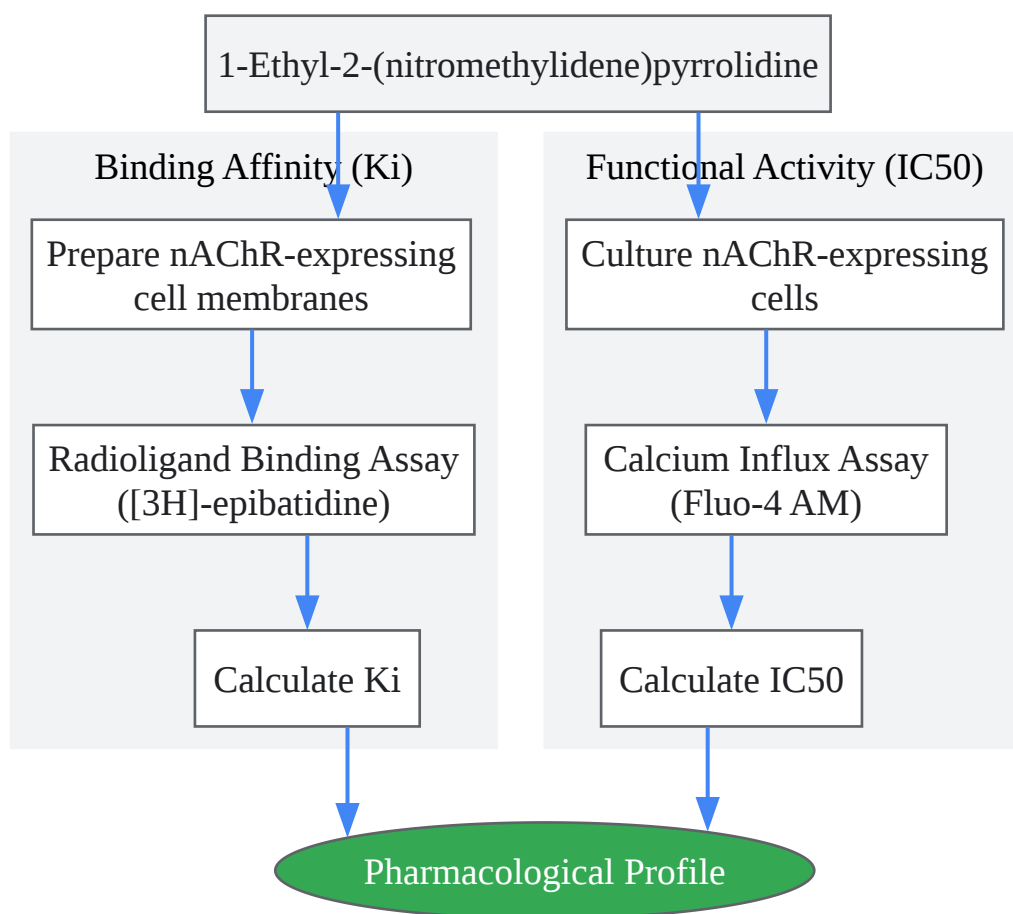 1-Ethyl-2-(nitromethylidene)pyrrolidine
Binding Affinity (Ki)
Prepare nAChR-expressing
cell membranes
Radioligand Binding Assay
([3H]-epibatidine)
Calculate Ki
Functional Activity (IC50)
Culture nAChR-expressing
cells
Calcium Influx Assay
(Fluo-4 AM)
Calculate IC50
Pharmacological Profile